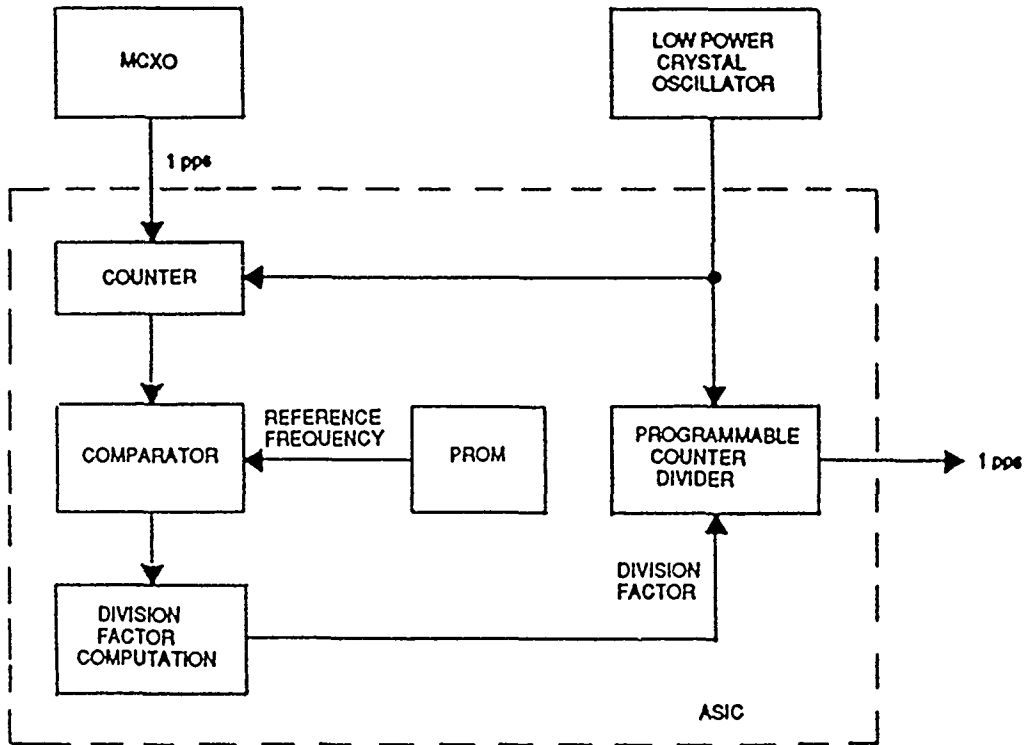 MCXO
LOW POWER
CRYSTAL
OSCILLATOR
1 pps
COUNTER
COMPARATOR
REFERENCE
FREQUENCY
PROM
PROGRAMMABLE
COUNTER
DIVIDER
1 pps
DIVISION
FACTOR
COMPUTATION
DIVISION
FACTOR
ASIC